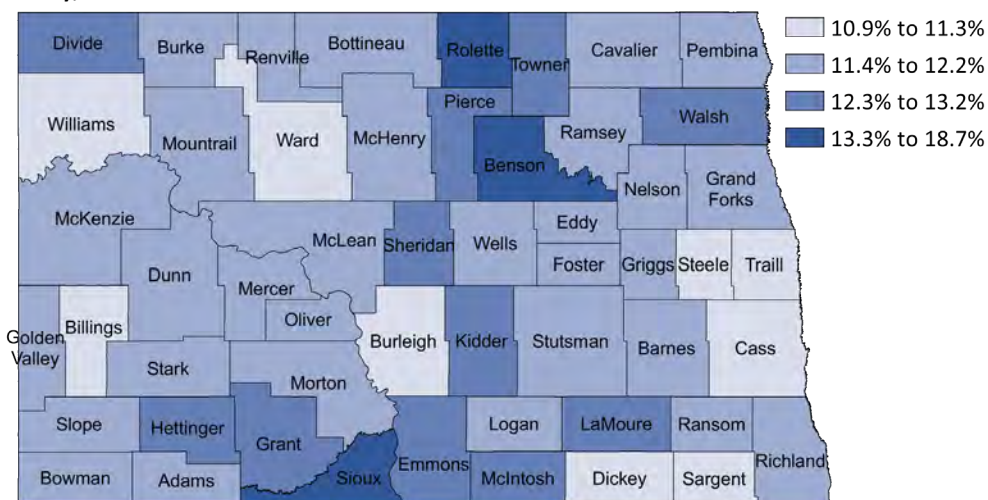 Divide
Burke
Renville
Bottineau
Rolette
Towner
Cavalier
Pembina
10.9% to 11.3%
11.4% to 12.2%
12.3% to 13.2%
13.3% to 18.7%
Williams
Mountrail
Ward
McHenry
Pierce
Benson
Ramsey
Walsh
Nelson
Grand
Forks
McKenzie
Dunn
McLean
Sheridan
Wells
Eddy
Foster
Griggs
Steele
Traill
Mercer
Oliver
Golden
Valley
Billings
Stark
Morton
Burleigh
Kidder
Stutsman
Barnes
Cass
Slope
Hettinger
Grant
Logan
LaMoure
Ransom
Bowman
Adams
Sioux
Emmons
McIntosh
Dickey
Sargent
Richland